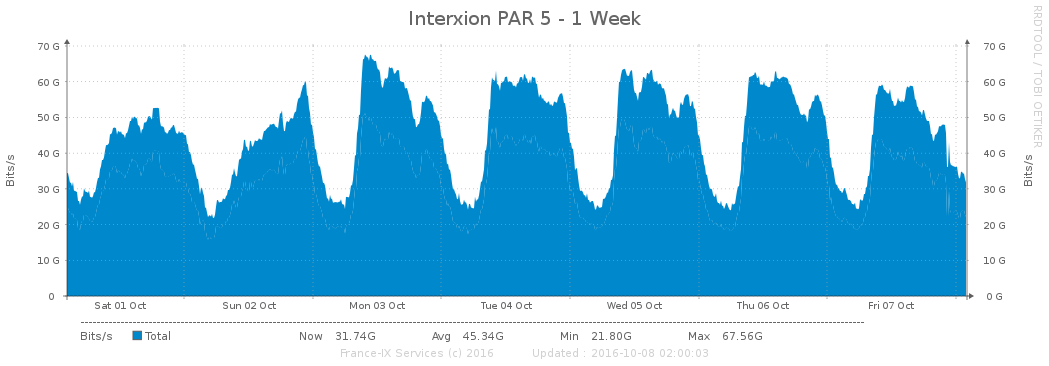 Interxion PAR 5 - 1 Week
RRDTOOL / TOBI OETIKER
Bits/s
70 G
60 G
50 G
40 G
30 G
20 G
10 G
0
70 G
60 G
50 G
40 G
30 G
20 G
10 G
0 G
Bits/s
Sat 01 Oct Sun 02 Oct Mon 03 Oct Tue 04 Oct Wed 05 Oct Thu 06 Oct Fri 07 Oct
Bits/s Total Now 31.74G Avg 45.34G Min 21.80G Max 67.56G
France-IX Services (c) 2016 Updated : 2016-10-08 02:00:03